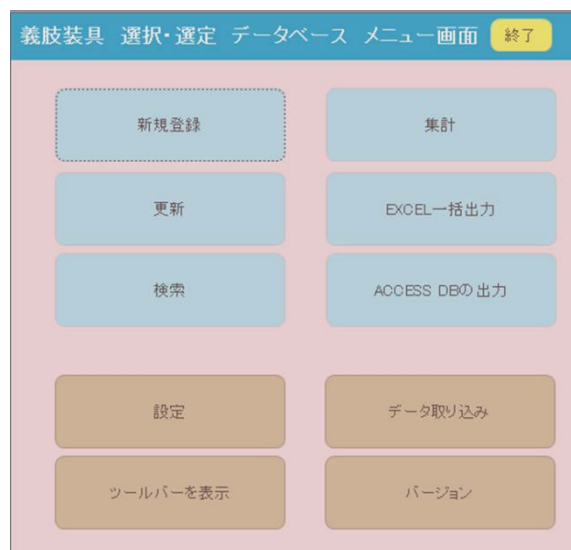 義肢装具 選択・選定 データベース メニュー画面 終了
新規登録
集計
更新
EXCEL一括出力
検索
ACCESS DBの出力
設定
データ取り込み
ツールバーを表示
バージョン